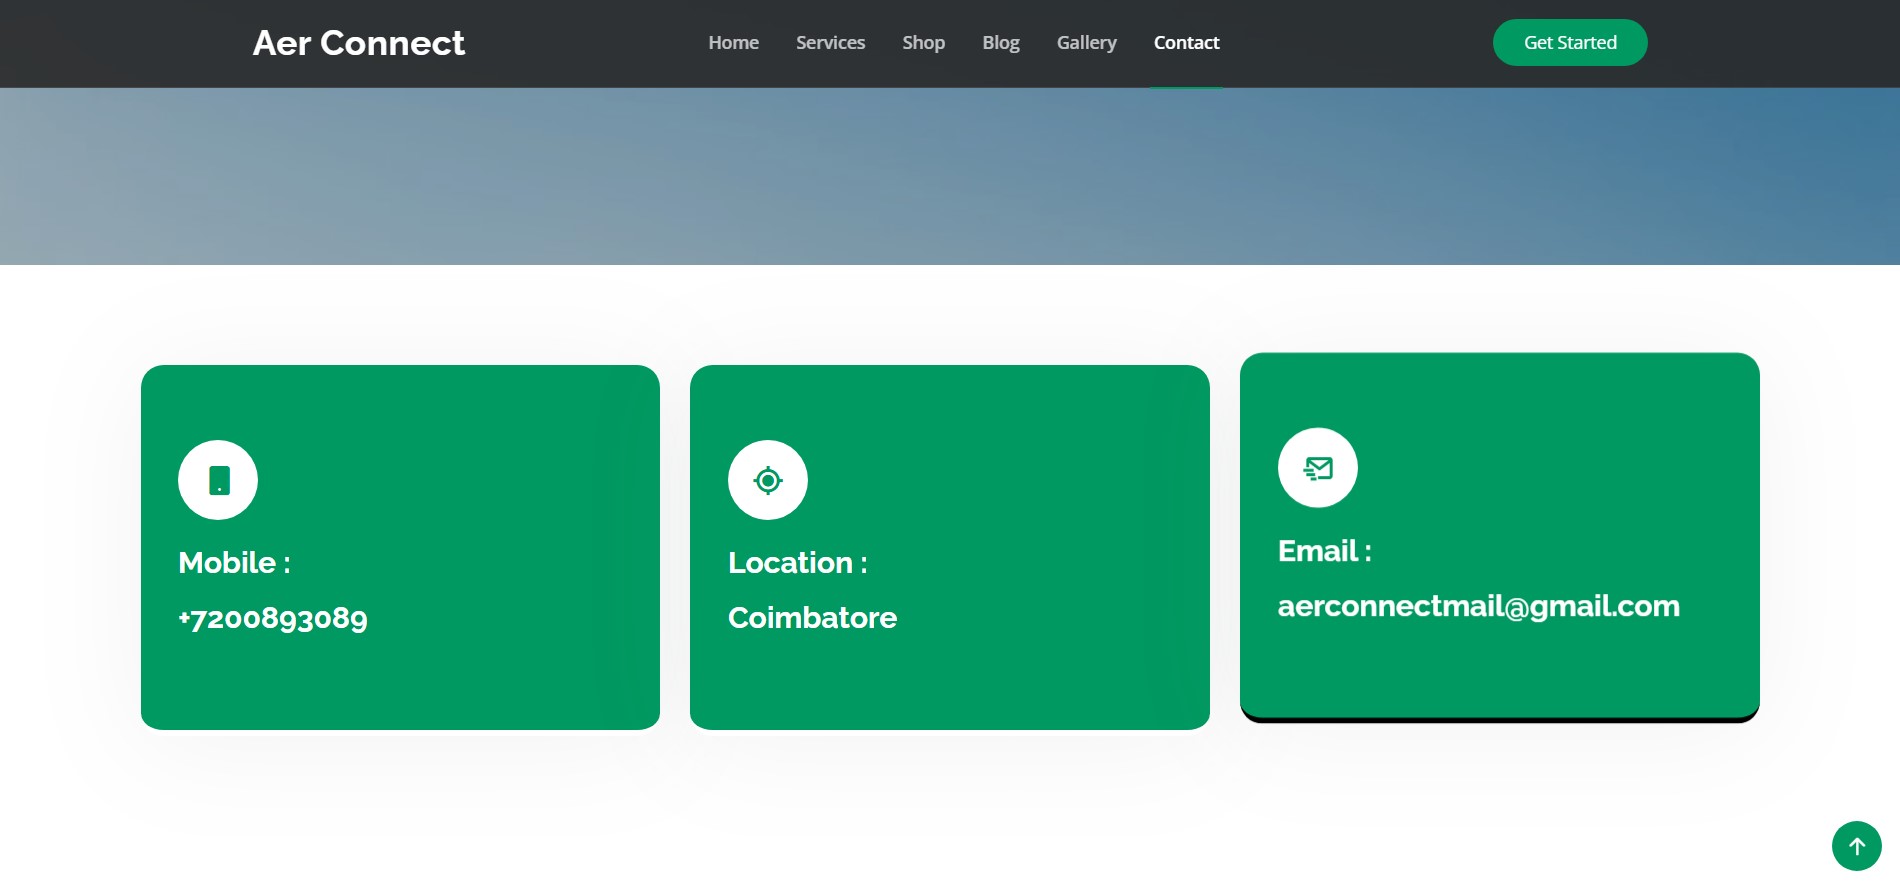 Aer Connect
Home Services Shop Blog Gallery Contact
Get Started
Mobile :
+7200893089
Location :
Coimbatore
Email :
aerconnectmail@gmail.com